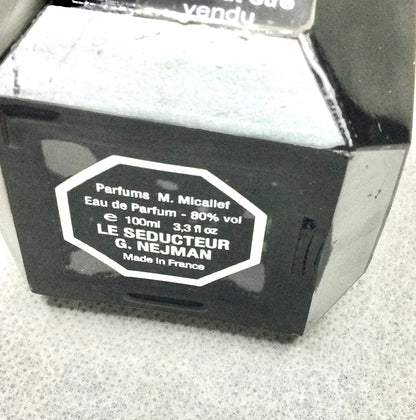 vendu
Parfums M. Micallef
Eau de Parfum - 80% vol
e 100ml 3,3 fl oz
LE SEDUCTEUR
G. NEJMAN
Made in France